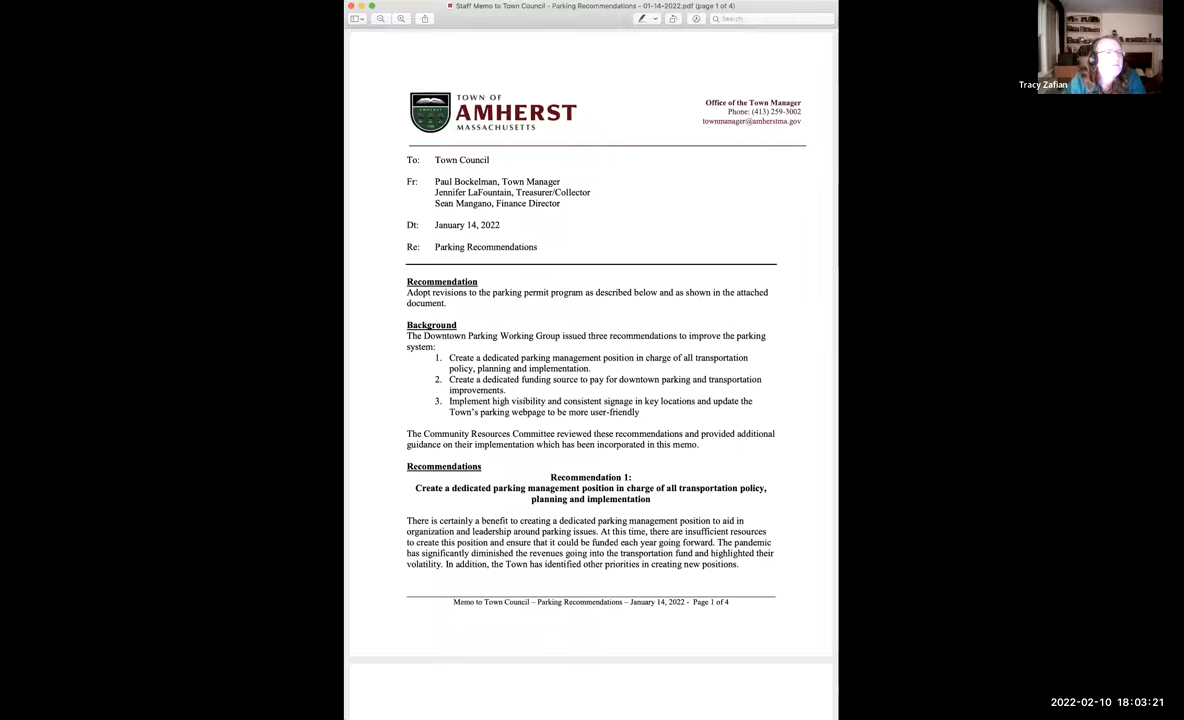 Staff Memo to Town Council - Parking Recommendations - 01-14-2022.pdf (page 1 of 4)
Search
Tracy Zafian
TOWN OF
AMHERST
MASSACHUSETTS
Office of the Town Manager
Phone: (413) 259-3002
townmanager@amherstma.gov
To: Town Council
Fr: Paul Bockelman, Town Manager
Jennifer LaFountain, Treasurer/Collector
Sean Mangano, Finance Director
Dt: January 14, 2022
Re: Parking Recommendations
Recommendation
Adopt revisions to the parking permit program as described below and as shown in the attached
document.
Background
The Downtown Parking Working Group issued three recommendations to improve the parking
system:
1. Create a dedicated parking management position in charge of all transportation
policy, planning and implementation.
2. Create a dedicated funding source to pay for downtown parking and transportation
improvements.
3. Implement high visibility and consistent signage in key locations and update the
Town's parking webpage to be more user-friendly
The Community Resources Committee reviewed these recommendations and provided additional
guidance on their implementation which has been incorporated in this memo.
Recommendations
Recommendation 1:
Create a dedicated parking management position in charge of all transportation policy,
planning and implementation
There is certainly a benefit to creating a dedicated parking management position to aid in
organization and leadership around parking issues. At this time, there are insufficient resources
to create this position and ensure that it could be funded each year going forward. The pandemic
has significantly diminished the revenues going into the transportation fund and highlighted their
volatility. In addition, the Town has identified other priorities in creating new positions.
Memo to Town Council – Parking Recommendations – January 14, 2022 - Page 1 of 4
2022-02-10 18:03:21